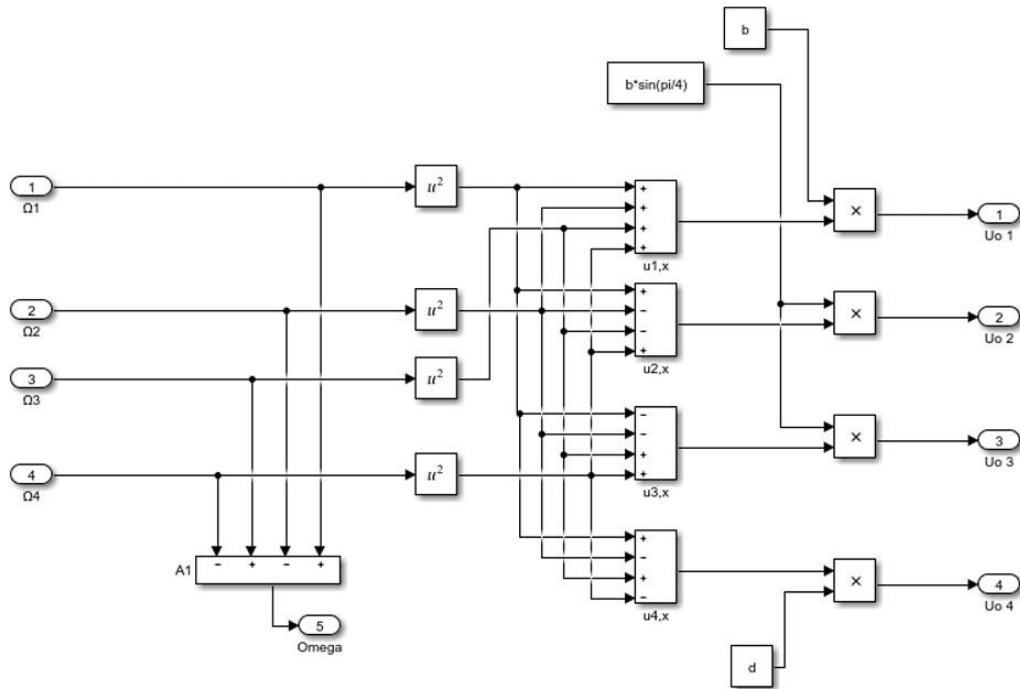 b
b*sin(pi/4)
1
Ω1
u²
+
+
+
+
u1,x
×
1
Uo 1
2
Ω2
u²
+
−
−
+
u2,x
×
2
Uo 2
3
Ω3
u²
−
−
+
+
u3,x
×
3
Uo 3
4
Ω4
u²
A1
− + − +
5
Omega
+
−
+
−
u4,x
×
4
Uo 4
d